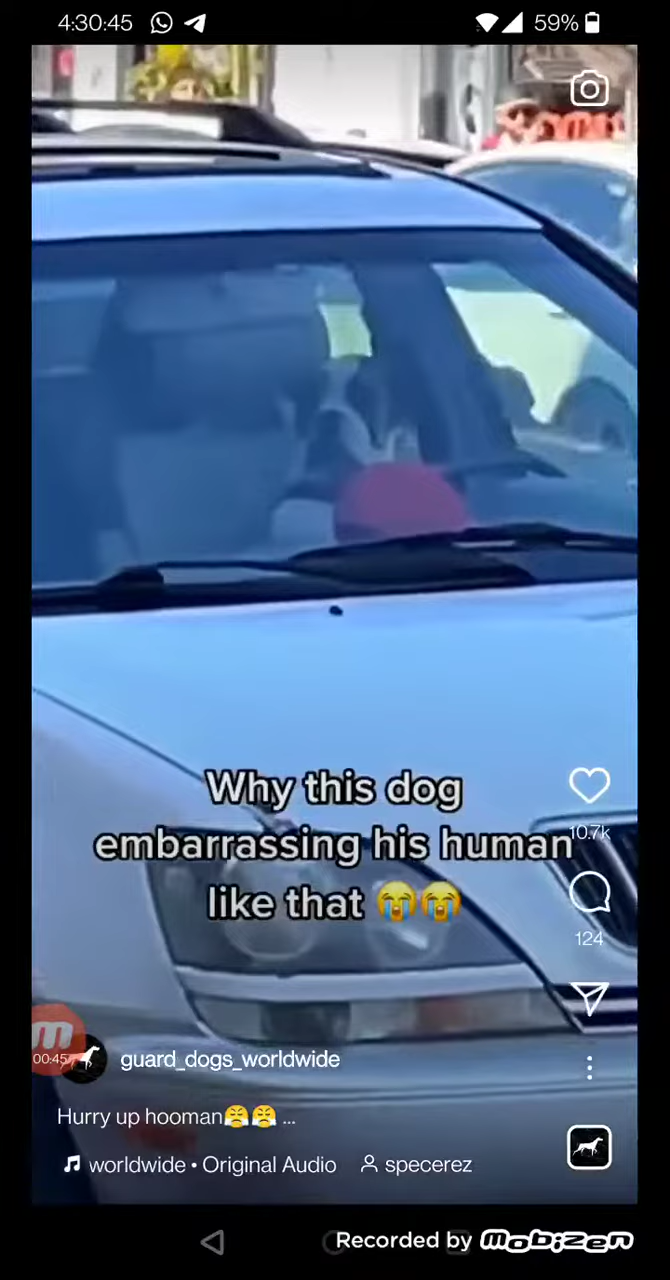 4:30:45
59%
Why this dog
embarrassing his human
like that 😭😭
10.7k
124
00:45
guard_dogs_worldwide
Hurry up hooman😤😤 ...
worldwide • Original Audio
specerez
Recorded by mobizen